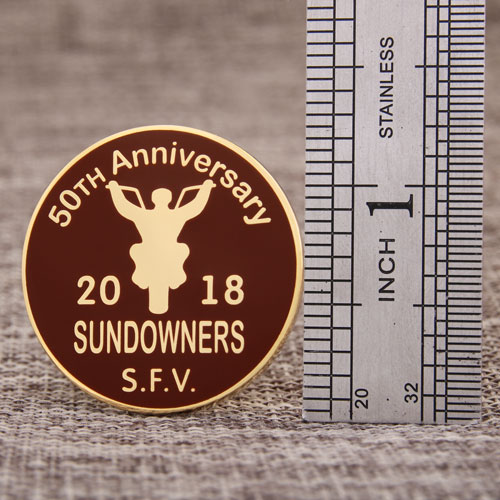 50TH Anniversary
20 18
SUNDOWNERS
S.F.V.
STAINLESS
INCH 1
20
32